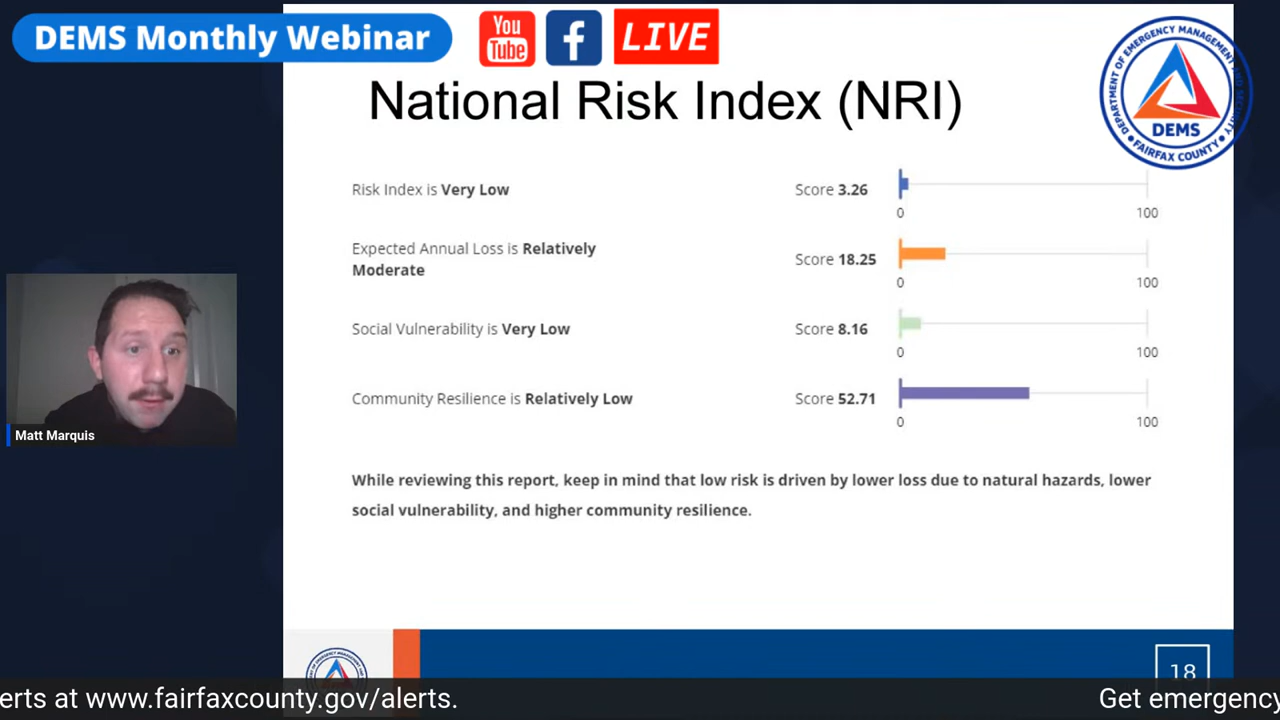 DEMS Monthly Webinar
You
Tube
f
LIVE
National Risk Index (NRI)
DEPARTMENT OF EMERGENCY MANAGEMENT AND SECURITY
DEMS
FAIRFAX COUNTY
Risk Index is Very Low
Score 3.26
0
100
Expected Annual Loss is Relatively
Moderate
Score 18.25
0
100
Social Vulnerability is Very Low
Score 8.16
0
100
Community Resilience is Relatively Low
Score 52.71
0
100
Matt Marquis
While reviewing this report, keep in mind that low risk is driven by lower loss due to natural hazards, lower
social vulnerability, and higher community resilience.
18
erts at www.fairfaxcounty.gov/alerts.
Get emergency